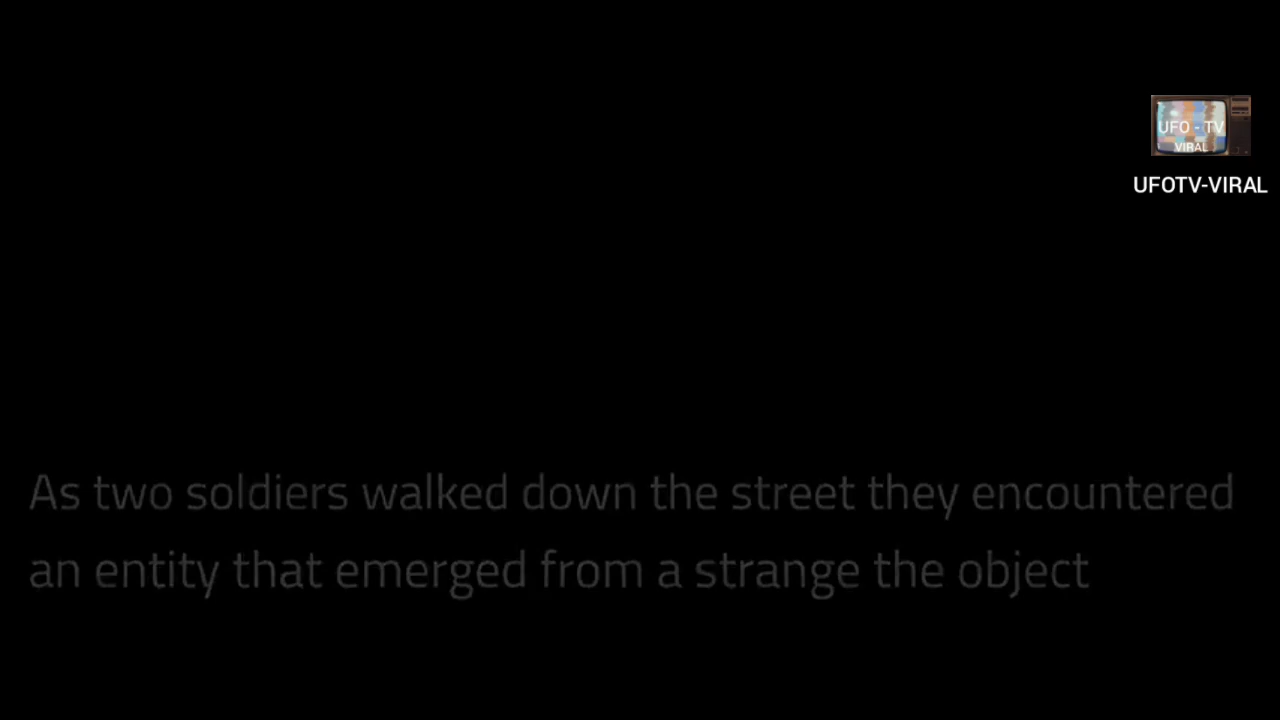 UFO - TV
VIRAL
UFOTV-VIRAL
As two soldiers walked down the street they encountered
an entity that emerged from a strange the object